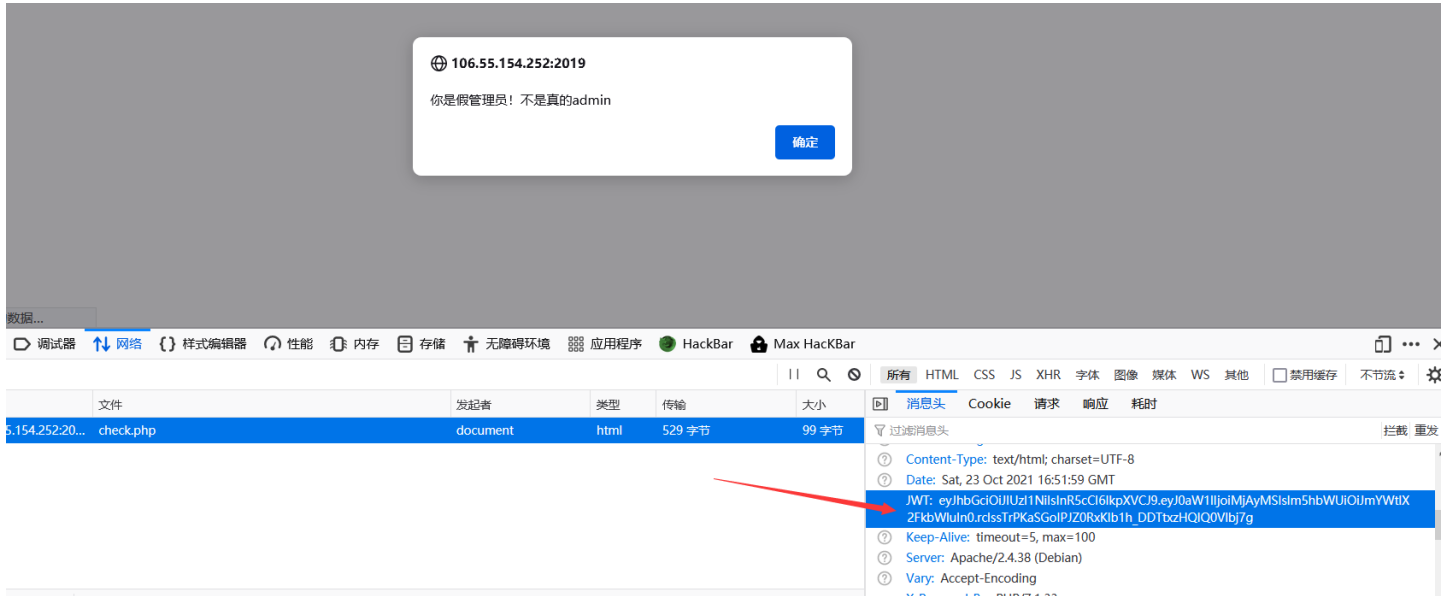 106.55.154.252:2019
你是假管理员！不是真的admin
确定
数据...
调试器 网络 {} 样式编辑器 性能 内存 存储 无障碍环境 应用程序 HackBar Max HacKBar
所有 HTML CSS JS XHR 字体 图像 媒体 WS 其他 禁用缓存 不节流
文件 发起者 类型 传输 大小 消息头 Cookie 请求 响应 耗时
5.154.252:20... check.php document html 529 字节 99 字节
过滤消息头 拦截 重发
Content-Type: text/html; charset=UTF-8
Date: Sat, 23 Oct 2021 16:51:59 GMT
JWT: eyJhbGciOiJIUzI1NiIsInR5cCI6IkpXVCJ9.eyJ0aW1lIjoiMjAyMSIsIm5hbWUiOiJmYWtlX
2FkbWluIn0.rcIssTrPKaSGoIPJZ0RxKIb1h_DDTtxzHQIQ0VIbj7g
Keep-Alive: timeout=5, max=100
Server: Apache/2.4.38 (Debian)
Vary: Accept-Encoding